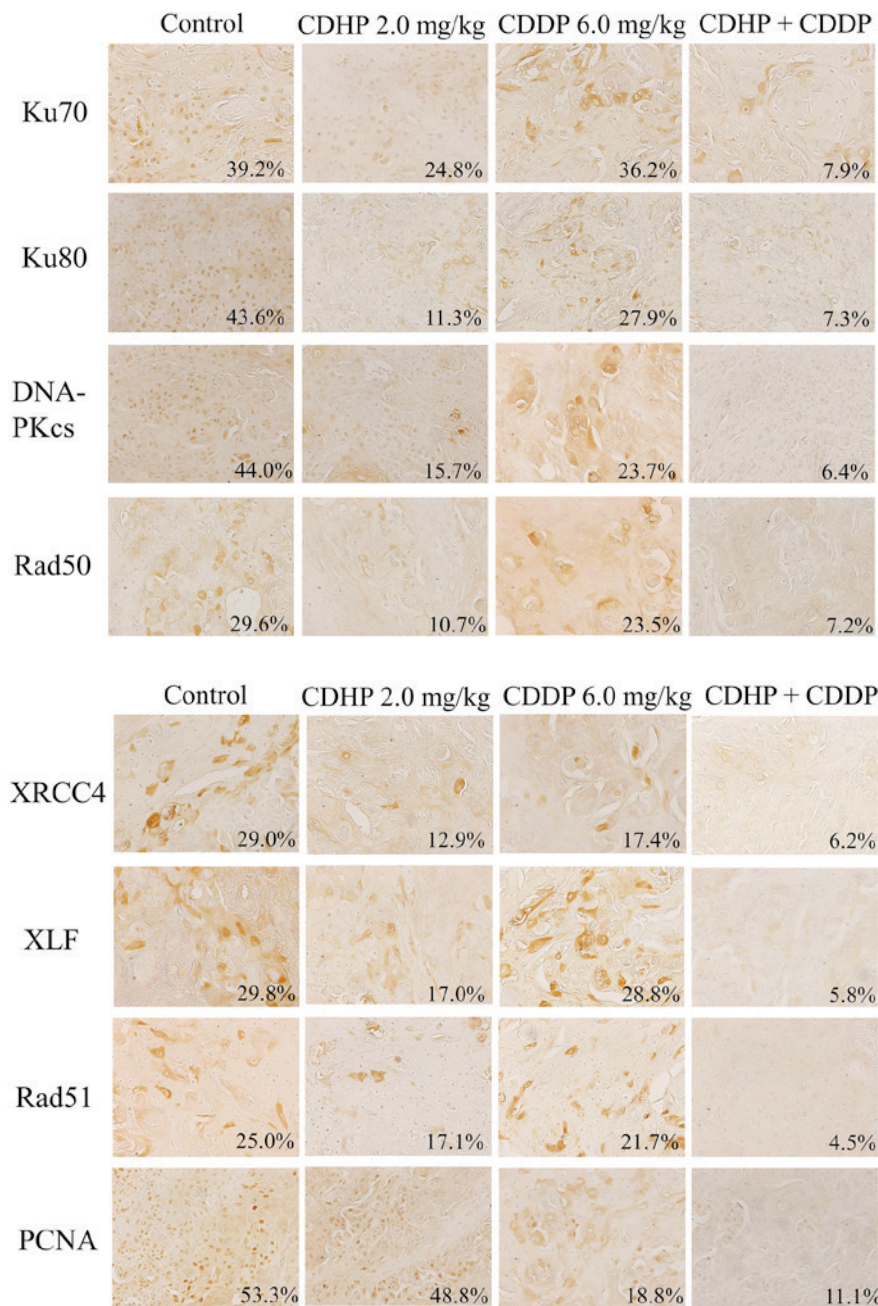 Control CDHP 2.0 mg/kg CDDP 6.0 mg/kg CDHP + CDDP
Ku70
39.2% 24.8% 36.2% 7.9%
Ku80
43.6% 11.3% 27.9% 7.3%
DNA-
PKcs
44.0% 15.7% 23.7% 6.4%
Rad50
29.6% 10.7% 23.5% 7.2%
Control CDHP 2.0 mg/kg CDDP 6.0 mg/kg CDHP + CDDP
XRCC4
29.0% 12.9% 17.4% 6.2%
XLF
29.8% 17.0% 28.8% 5.8%
Rad51
25.0% 17.1% 21.7% 4.5%
PCNA
53.3% 48.8% 18.8% 11.1%